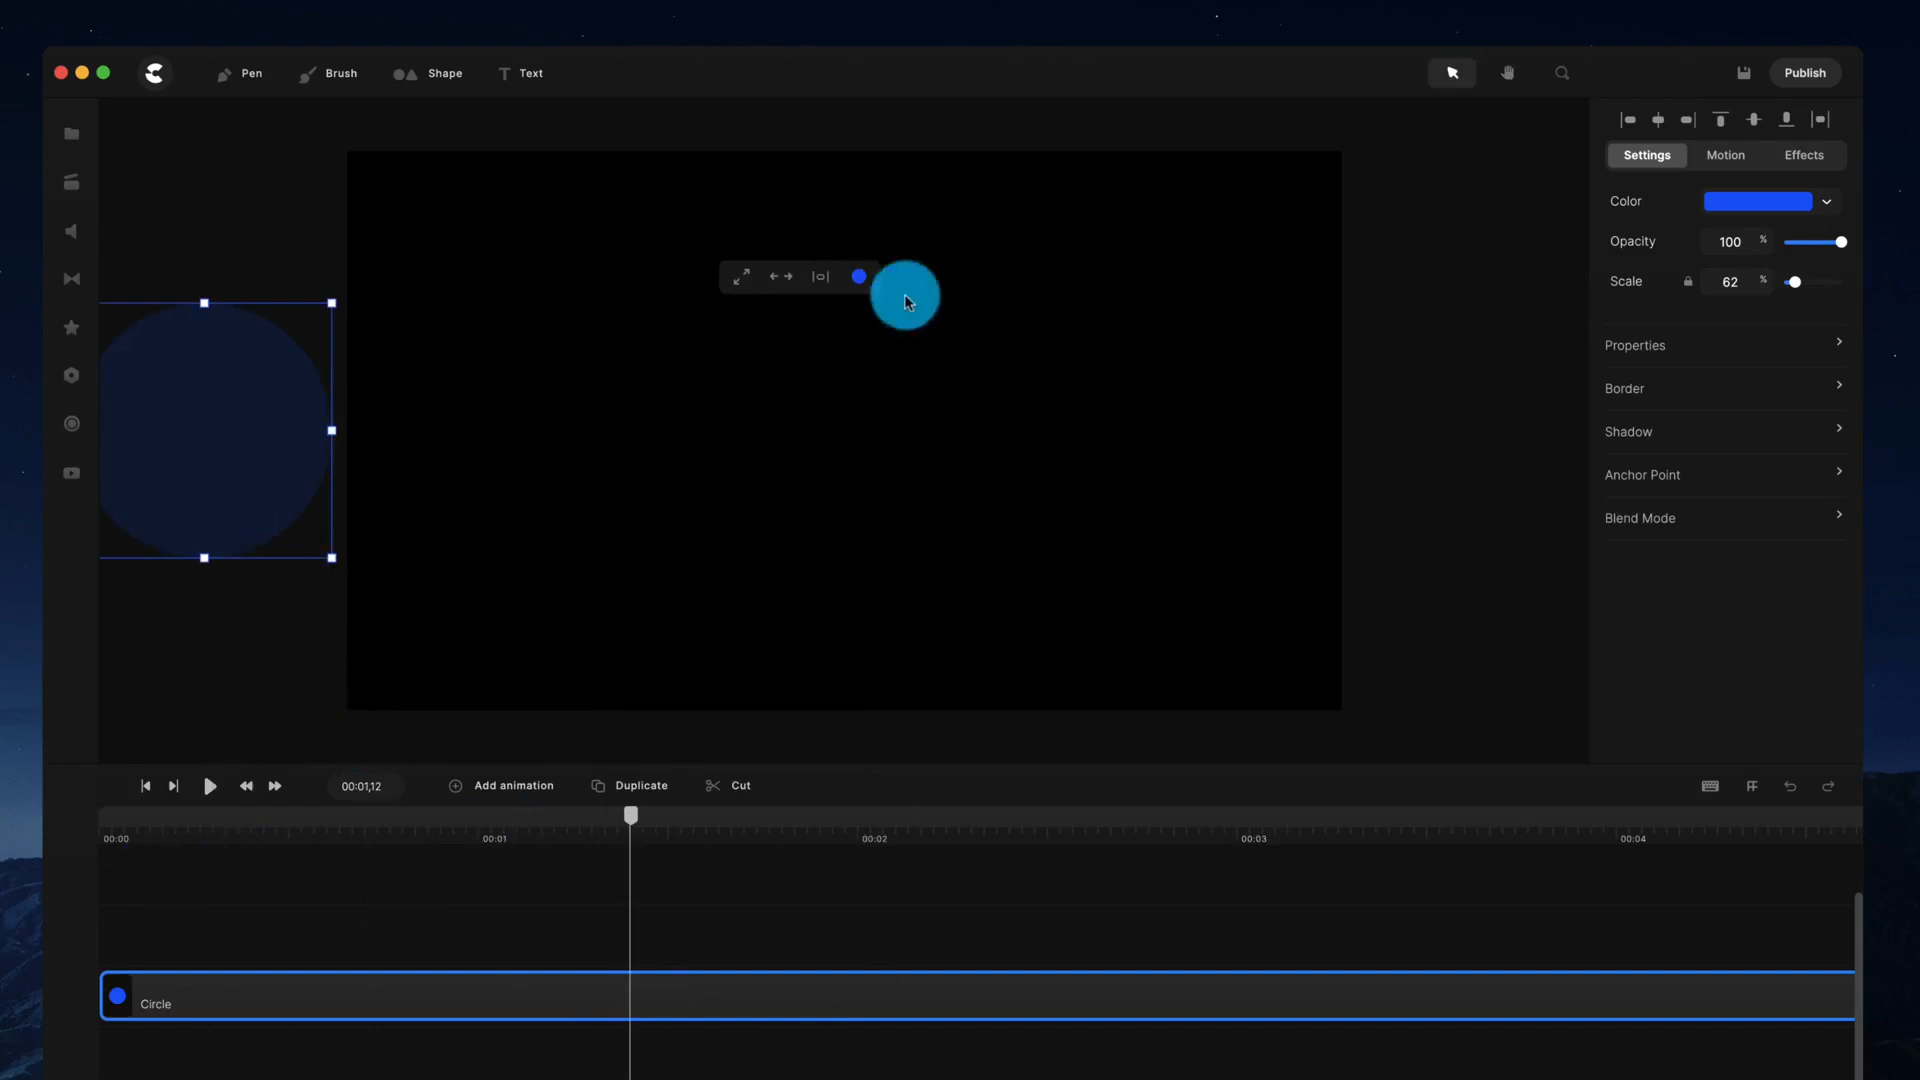 Pen
Brush
Shape
T Text
Publish
Settings
Motion
Effects
Color
Opacity
100 %
Scale
62 %
Properties
Border
Shadow
Anchor Point
Blend Mode
00:01,12
Add animation
Duplicate
Cut
00:00
00:01
00:02
00:03
00:04
Circle